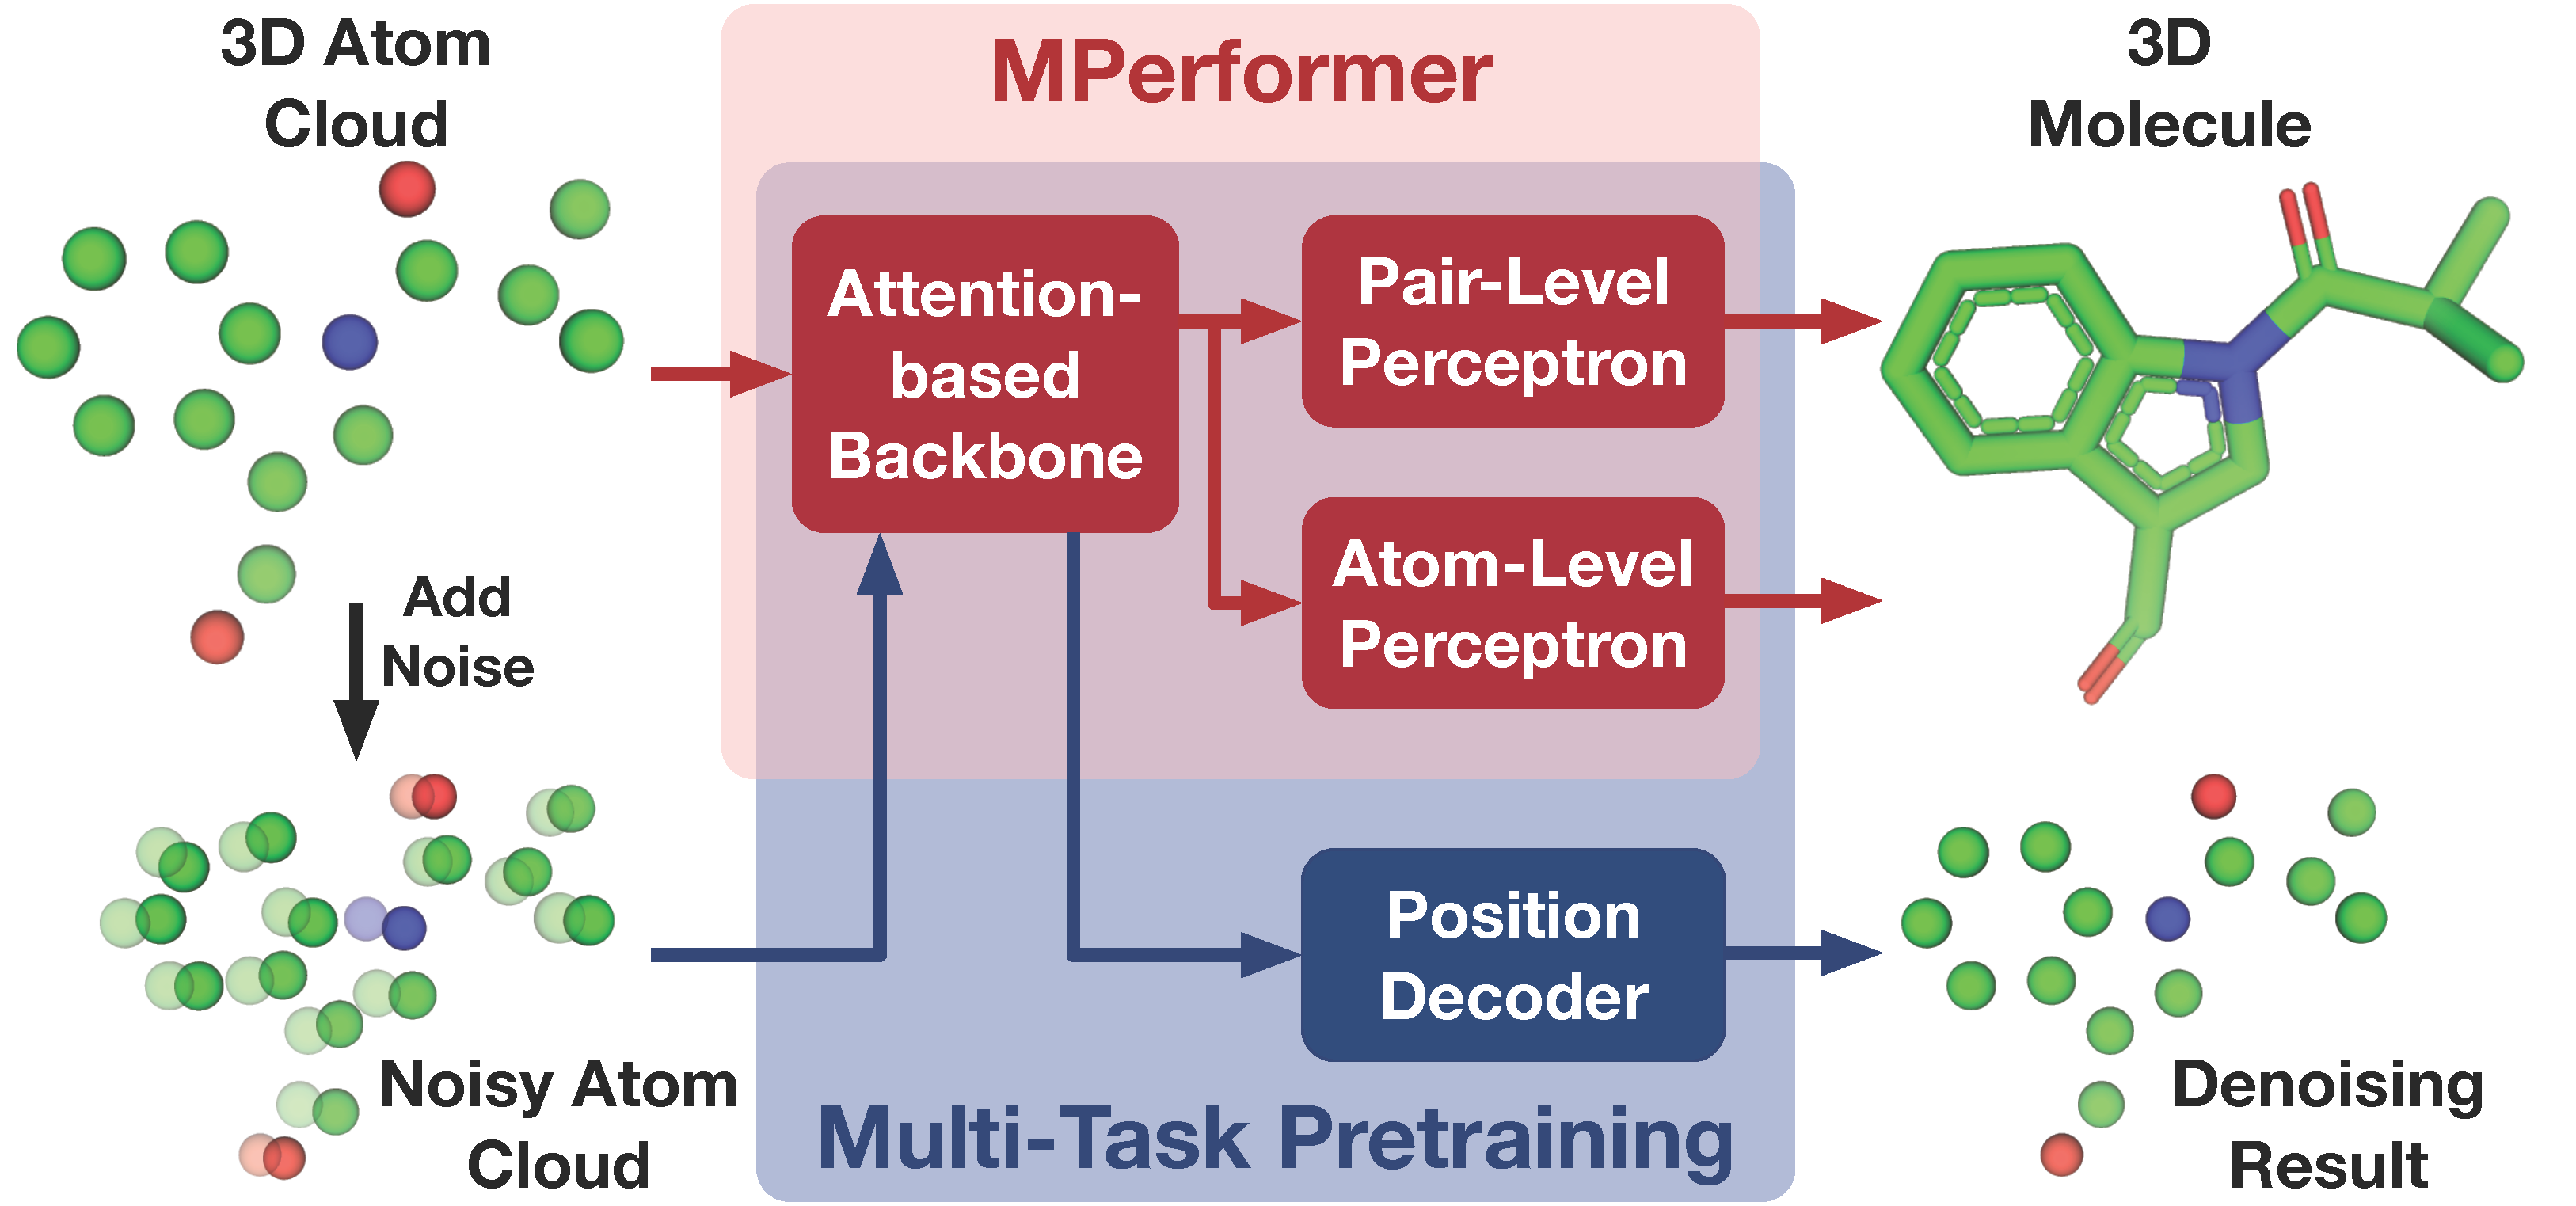 3D Atom
Cloud
MPerformer
3D
Molecule
Attention-
based
Backbone
Pair-Level
Perceptron
Atom-Level
Perceptron
Add
Noise
Position
Decoder
Noisy Atom
Cloud
Multi-Task Pretraining
Denoising
Result